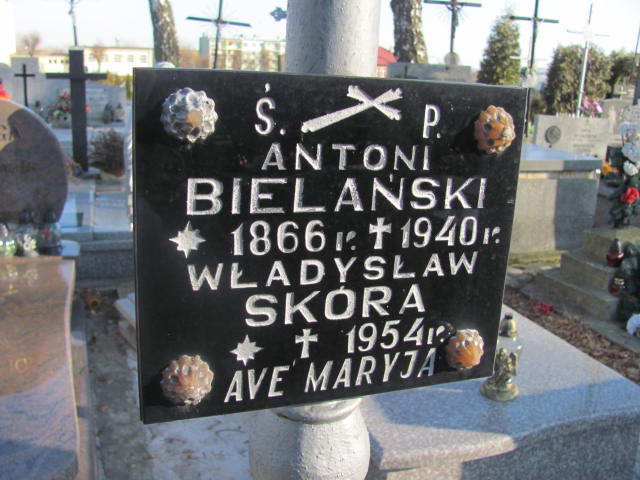 Ś. P.
ANTONI
BIELAŃSKI
1866 r. 1940 r.
WŁADYSŁAW
SKÓRA
1954 r.
AVE MARYJA